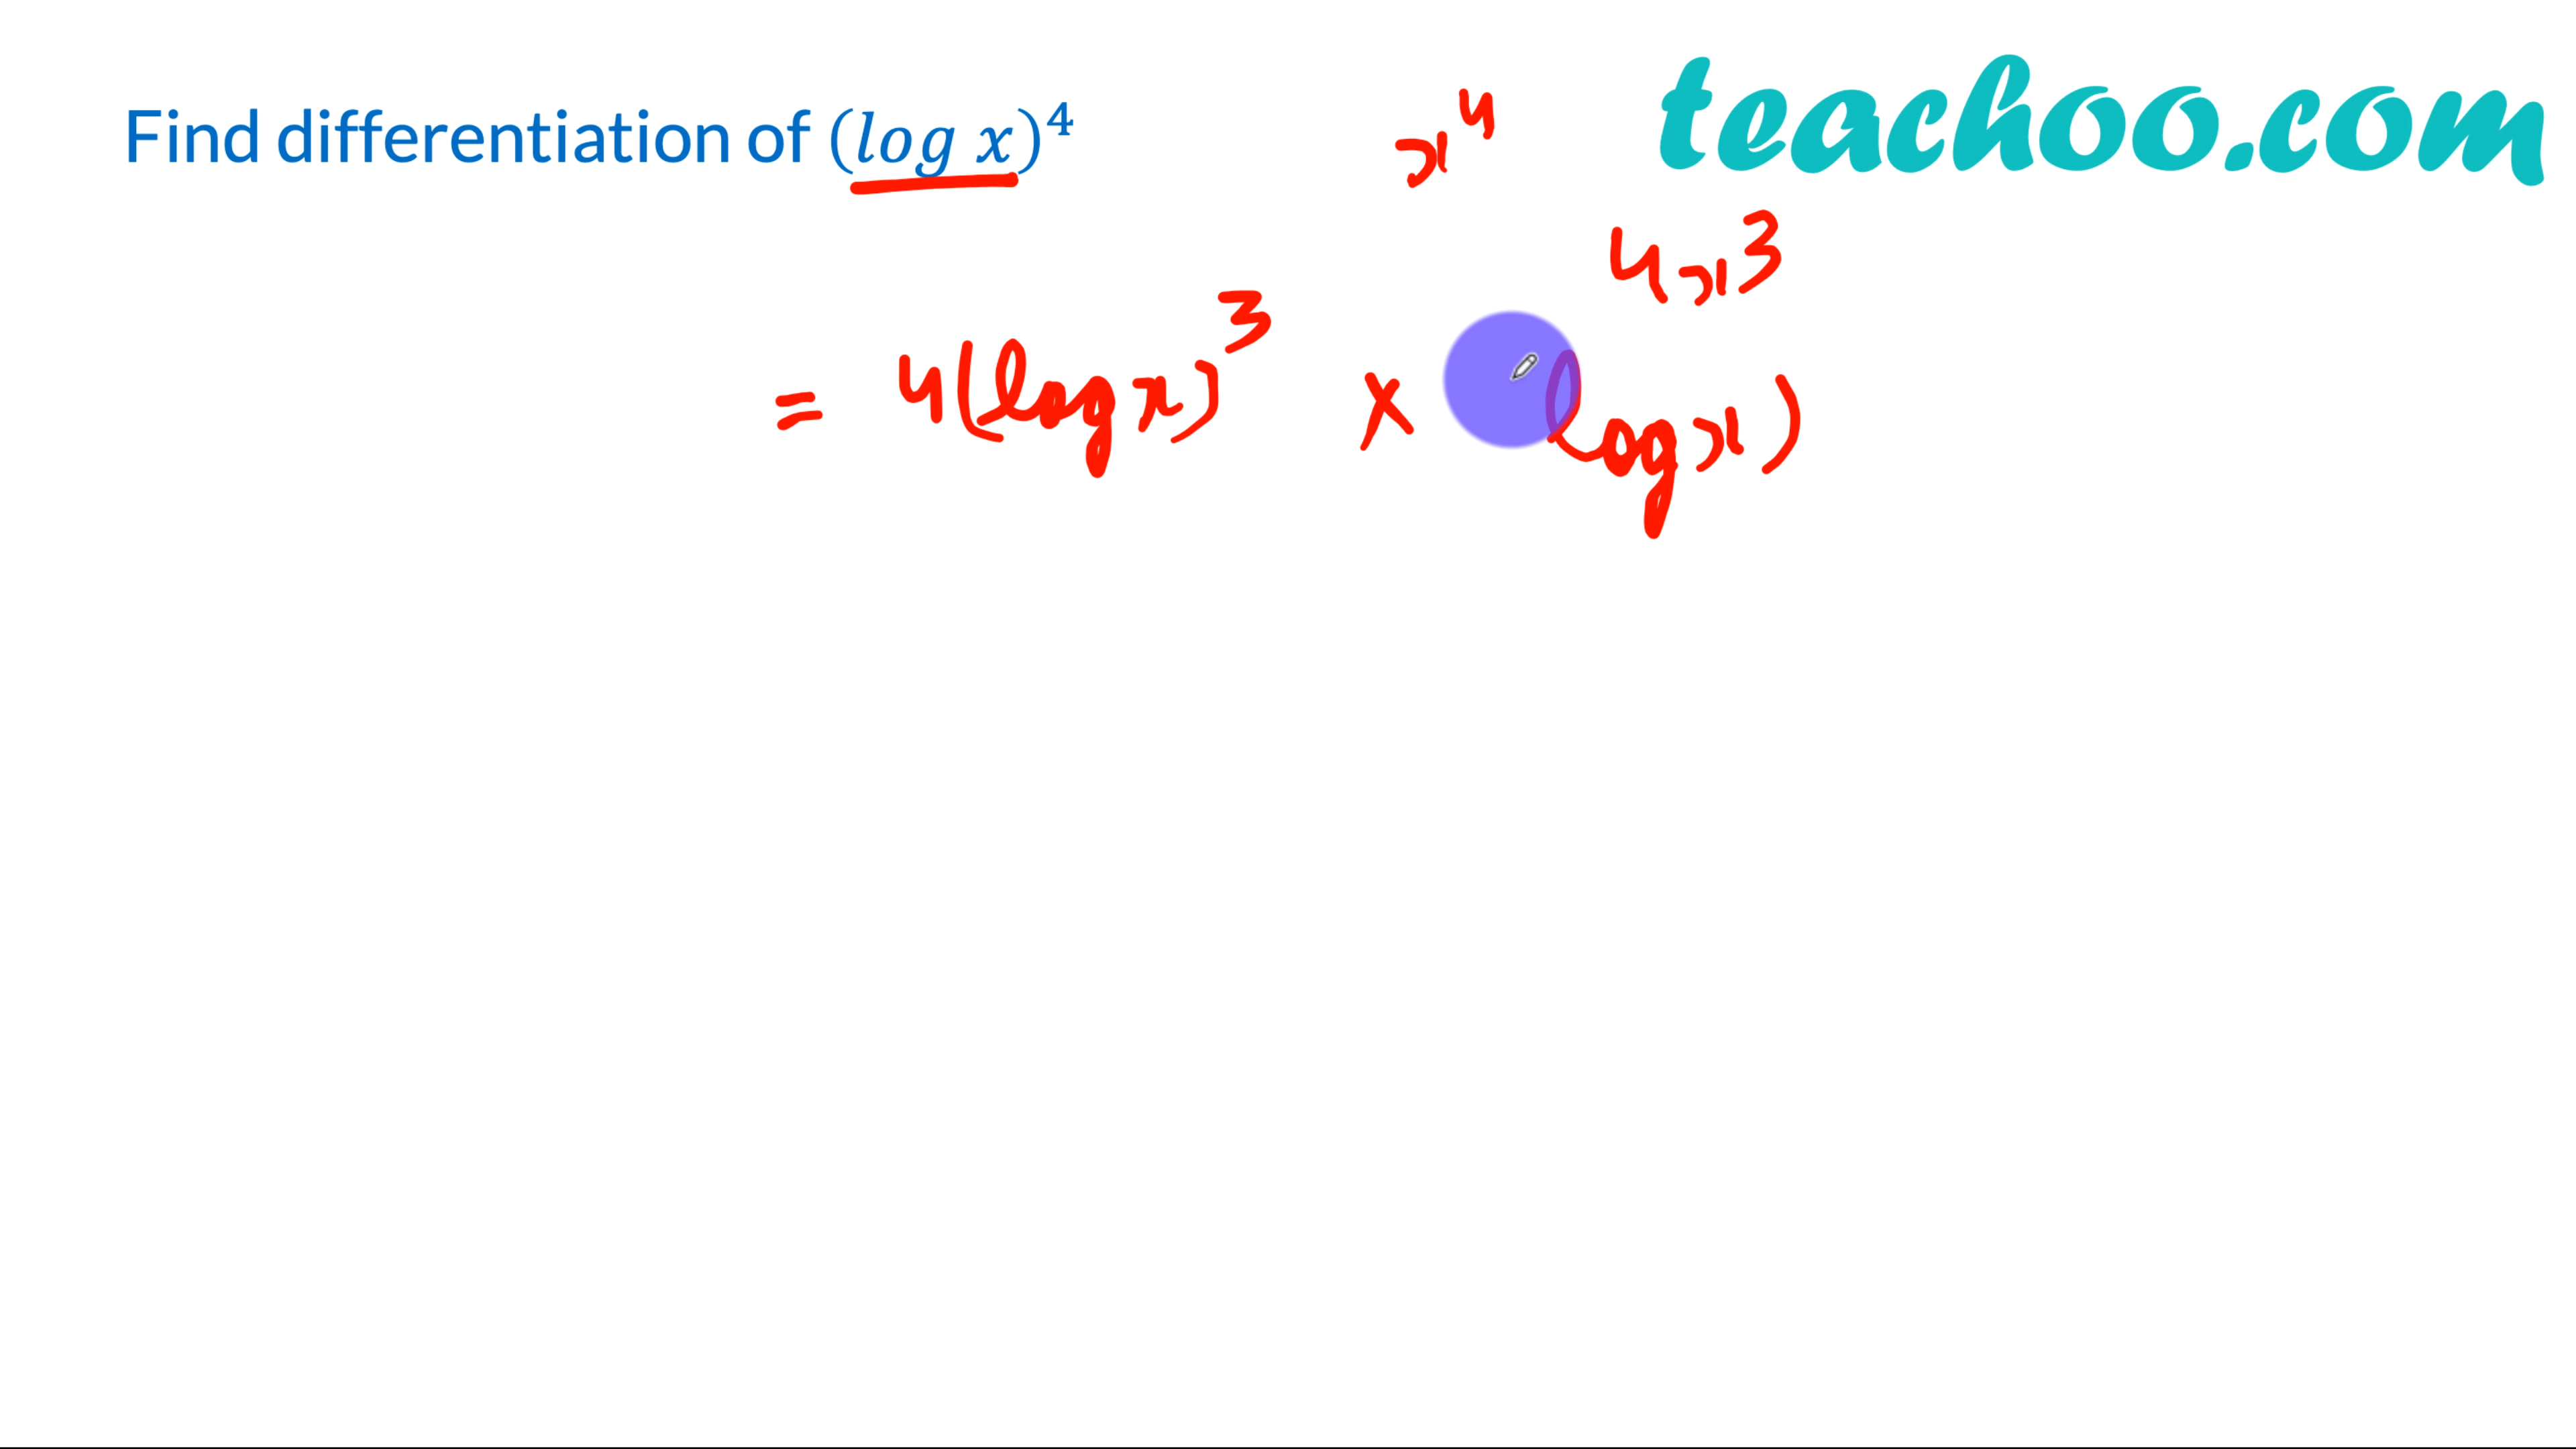 teachoo.com
Find differentiation of (log x)⁴
x⁴
4x³
= 4(log x)³ × log x)